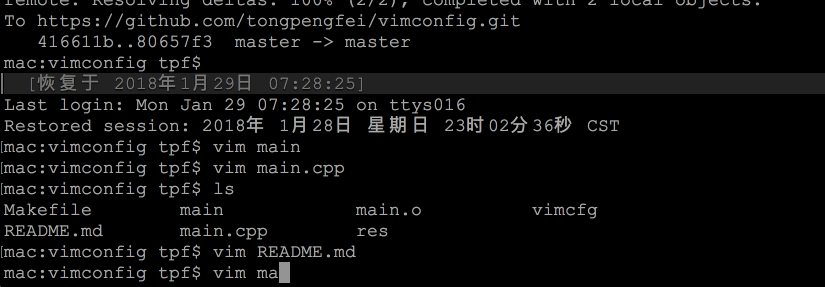 remote: Resolving deltas: 100% (2/2), completed with 2 local objects.
To https://github.com/tongpengfei/vimconfig.git
   416611b..80657f3  master -> master
mac:vimconfig tpf$
  [恢复于 2018年1月29日 07:28:25]
Last login: Mon Jan 29 07:28:25 on ttys016
Restored session: 2018年 1月28日 星期日 23时02分36秒 CST
[mac:vimconfig tpf$ vim main
[mac:vimconfig tpf$ vim main.cpp
[mac:vimconfig tpf$ ls
Makefile        main            main.o          vimcfg
README.md       main.cpp        res
[mac:vimconfig tpf$ vim README.md
mac:vimconfig tpf$ vim ma